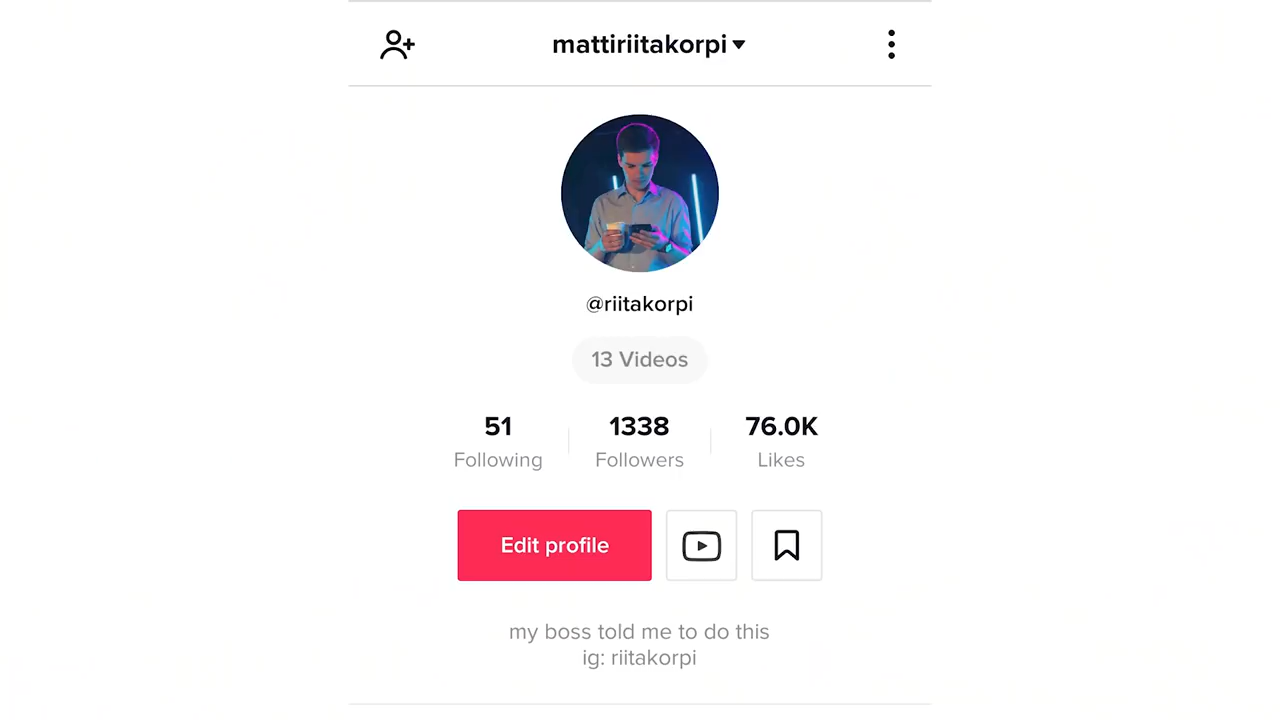 mattiriitakorpi
@riitakorpi
13 Videos
51 1338 76.0K
Following Followers Likes
Edit profile
my boss told me to do this
ig: riitakorpi